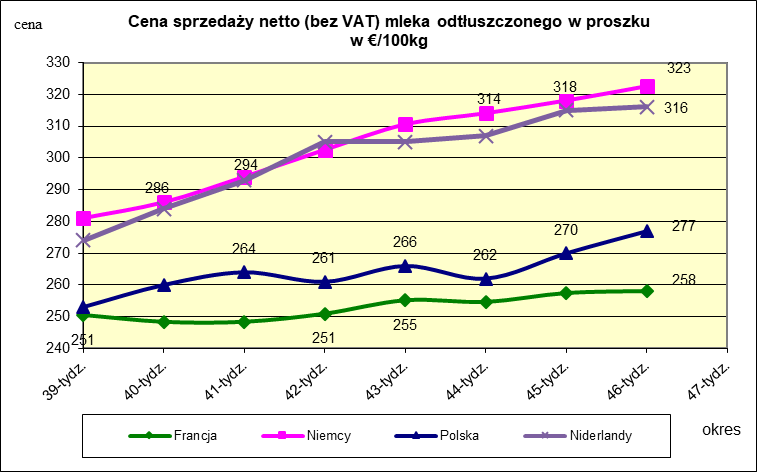 cena
Cena sprzedaży netto (bez VAT) mleka odtłuszczonego w proszku
w €/100kg
330
320
310
300
290
280
270
260
250
240
323
318
314
316
294
286
277
270
266
264
262
261
258
255
251
251
39-tydz.
40-tydz.
41-tydz.
42-tydz.
43-tydz.
44-tydz.
45-tydz.
46-tydz.
47-tydz.
Francja
Niemcy
Polska
Niderlandy
okres